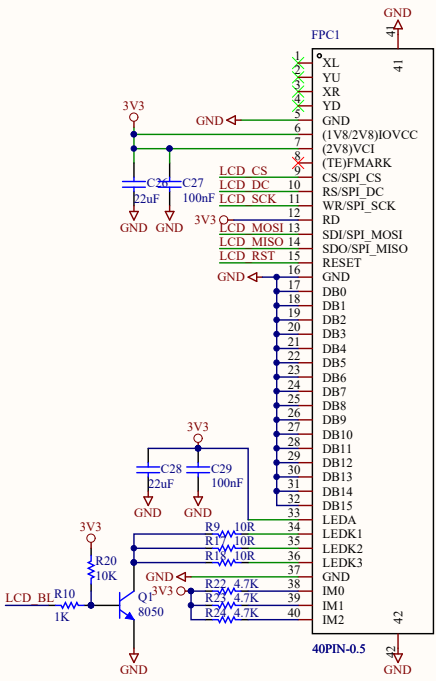 GND
41
FPC1
41
1 XL
2 YU
3 XR
4 YD
GND 5 GND
3V3
6 (1V8/2V8)IOVCC
7 (2V8)VCI
8 (TE)FMARK
C26 C27
22uF 100nF
GND GND
LCD_CS 9 CS/SPI_CS
LCD_DC 10 RS/SPI_DC
LCD_SCK 11 WR/SPI_SCK
3V3 12 RD
LCD_MOSI 13 SDI/SPI_MOSI
LCD_MISO 14 SDO/SPI_MISO
LCD_RST 15 RESET
GND 16 GND
17 DB0
18 DB1
19 DB2
20 DB3
21 DB4
22 DB5
23 DB6
24 DB7
25 DB8
26 DB9
27 DB10
28 DB11
29 DB12
30 DB13
31 DB14
32 DB15
3V3
C28 C29
22uF 100nF
GND GND
33 LEDA
R9 10R 34 LEDK1
R17 10R 35 LEDK2
R18 10R 36 LEDK3
GND 37 GND
3V3 R22 4.7K 38 IM0
R23 4.7K 39 IM1
R24 4.7K 40 IM2
3V3
R20
10K
LCD_BL R10
1K
Q1
8050
GND
42
40PIN-0.5
42
GND